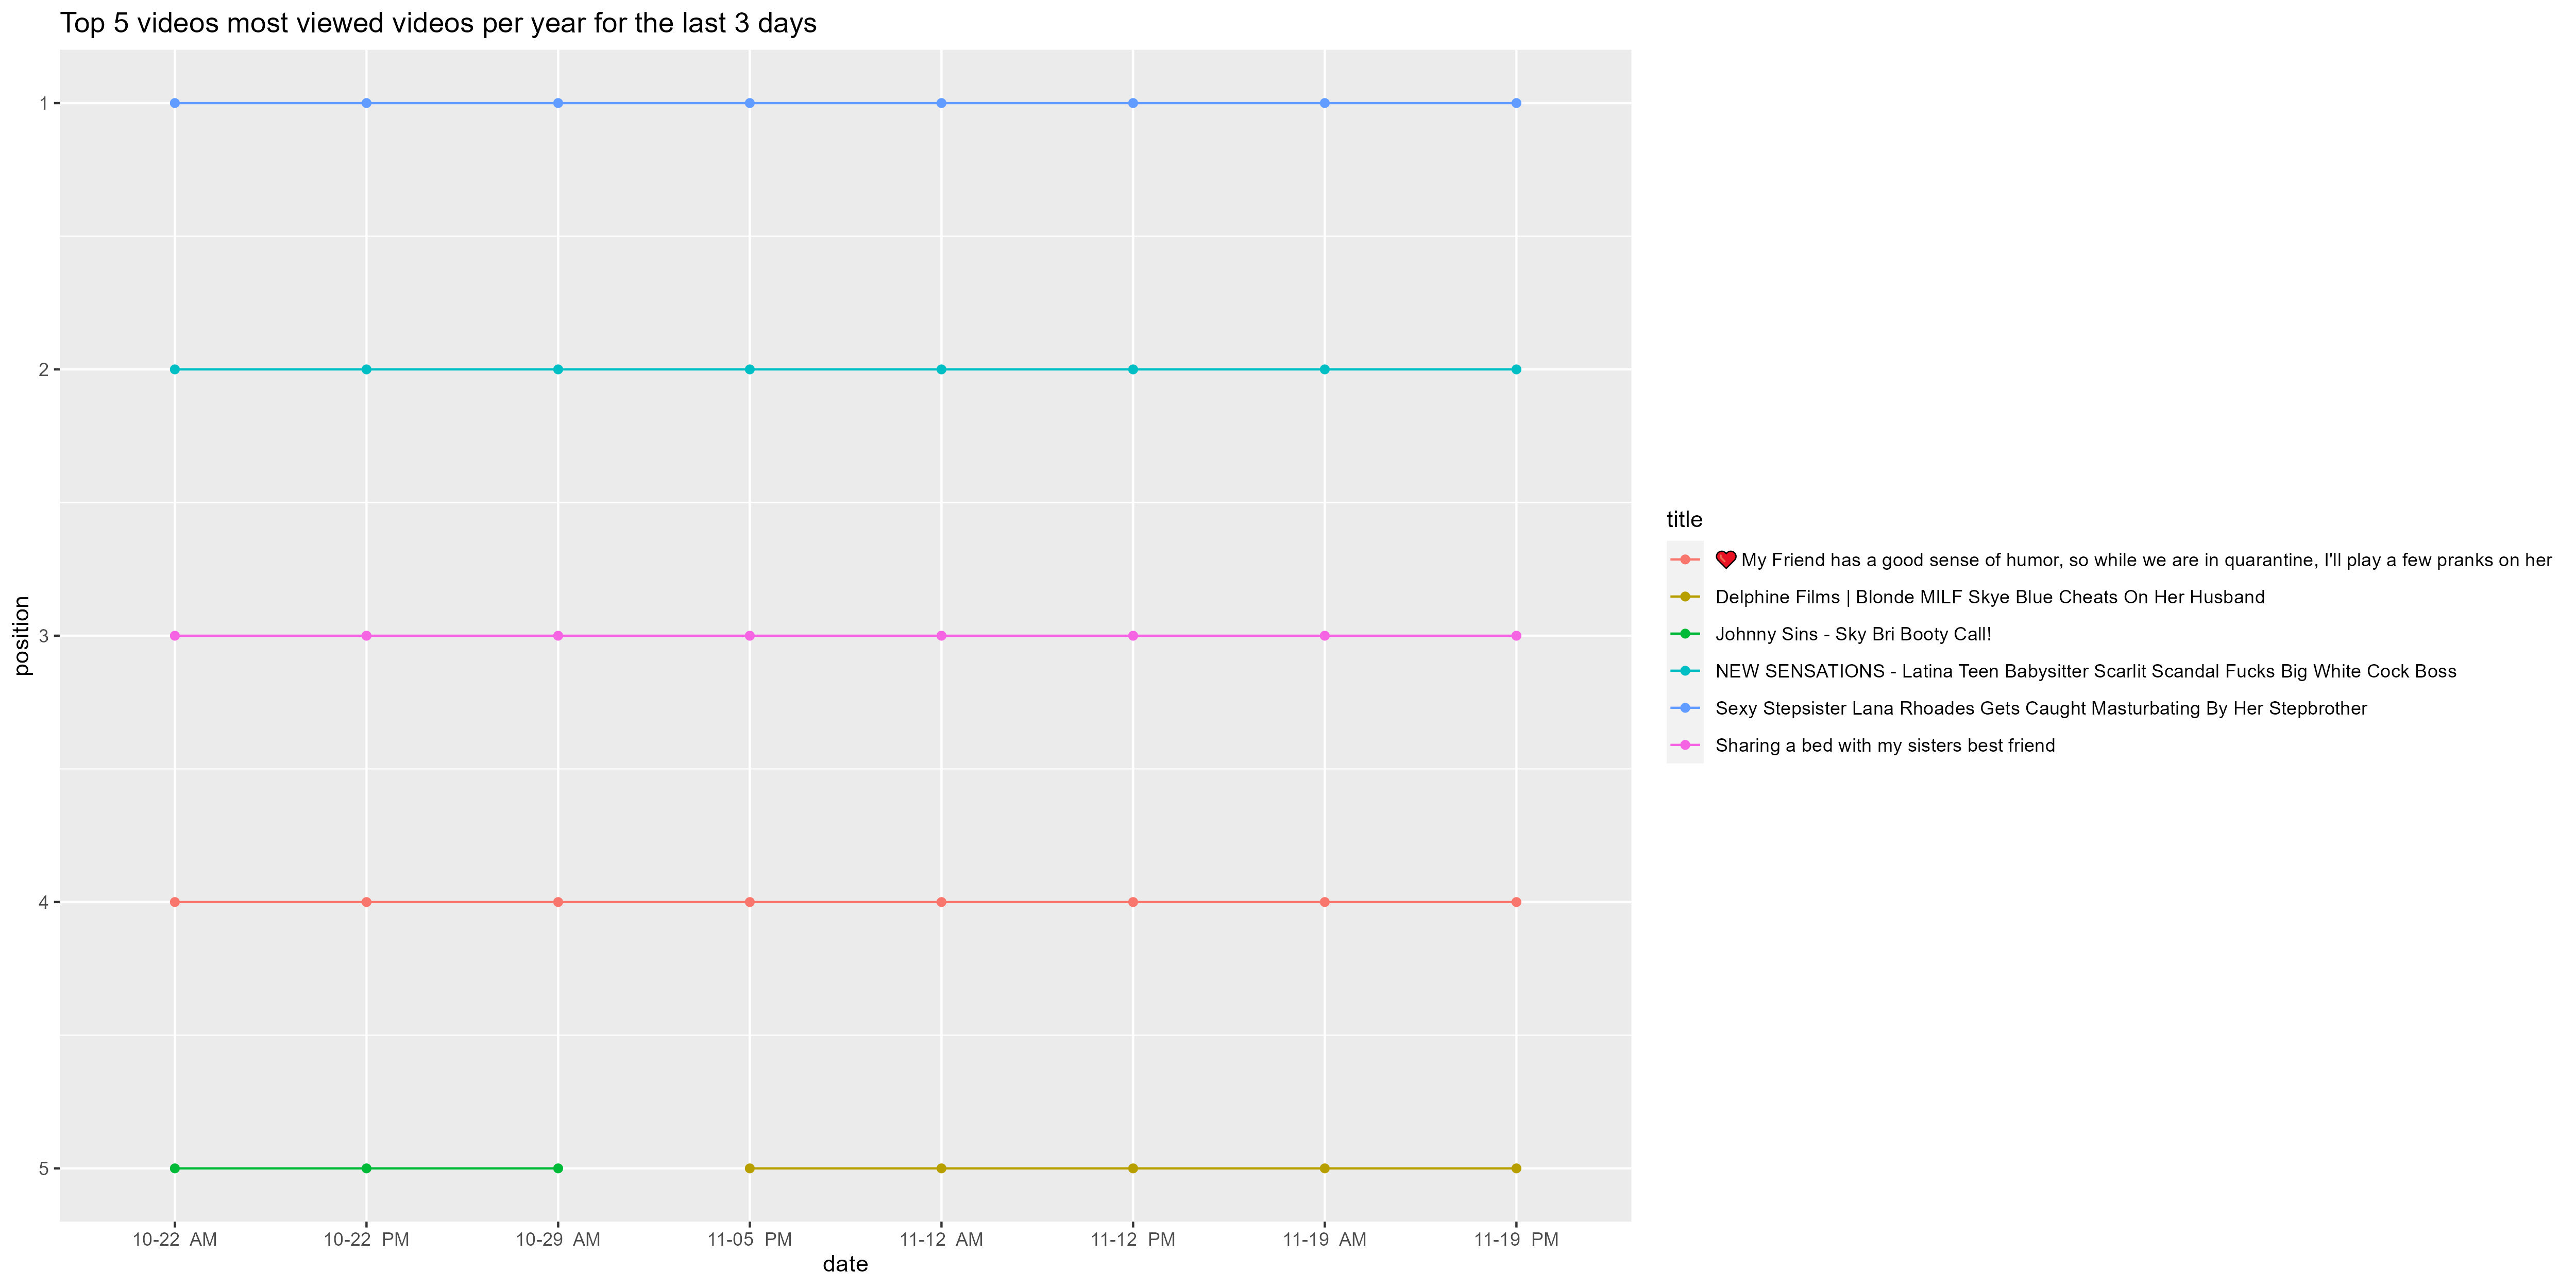 Top 5 videos most viewed videos per year for the last 3 days
position
1
2
3
4
5
10-22 AM
10-22 PM
10-29 AM
11-05 PM
11-12 AM
11-12 PM
11-19 AM
11-19 PM
date
title
❤ My Friend has a good sense of humor, so while we are in quarantine, I'll play a few pranks on her
Delphine Films | Blonde MILF Skye Blue Cheats On Her Husband
Johnny Sins - Sky Bri Booty Call!
NEW SENSATIONS - Latina Teen Babysitter Scarlit Scandal Fucks Big White Cock Boss
Sexy Stepsister Lana Rhoades Gets Caught Masturbating By Her Stepbrother
Sharing a bed with my sisters best friend